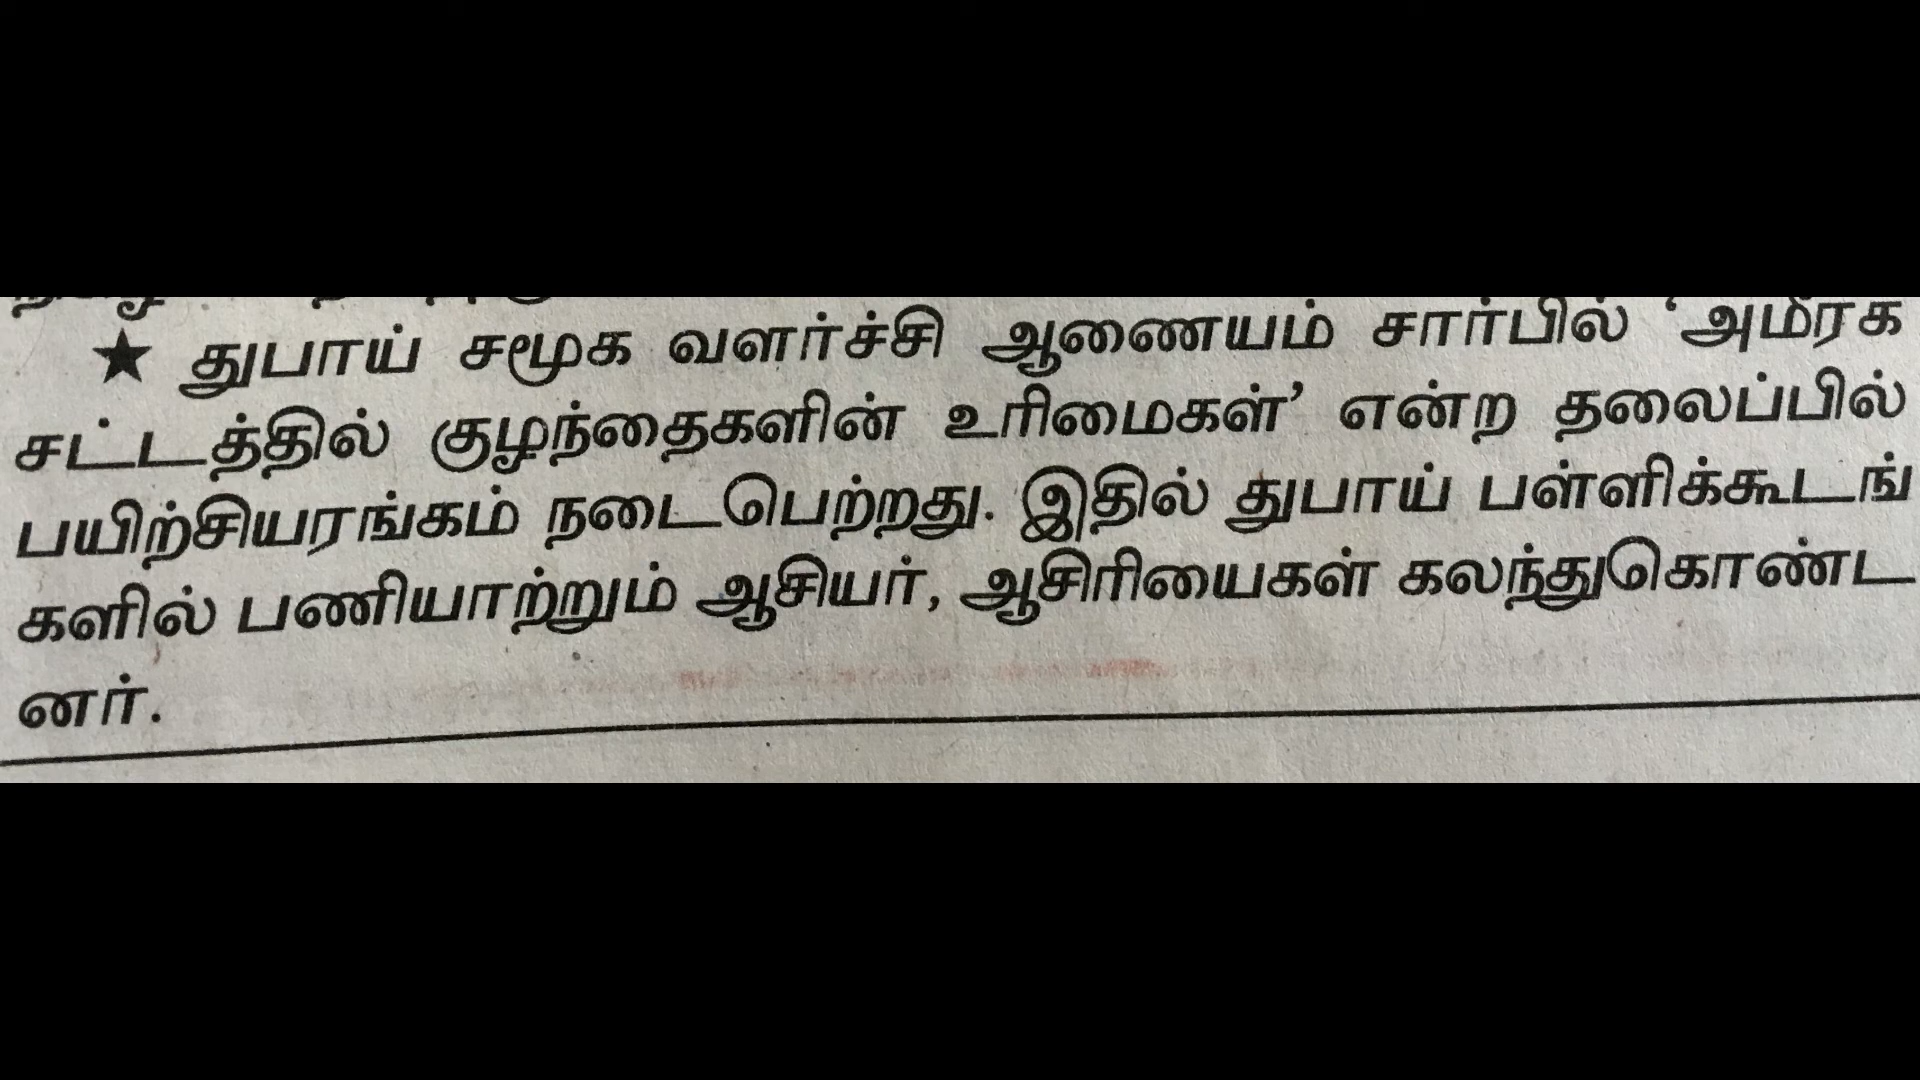 ★ துபாய் சமூக வளர்ச்சி ஆணையம் சார்பில் ‘அமீரக
சட்டத்தில் குழந்தைகளின் உரிமைகள்’ என்ற தலைப்பில்
பயிற்சியரங்கம் நடைபெற்றது. இதில் துபாய் பள்ளிக்கூடங்
களில் பணியாற்றும் ஆசியர், ஆசிரியைகள் கலந்துகொண்ட
னர்.